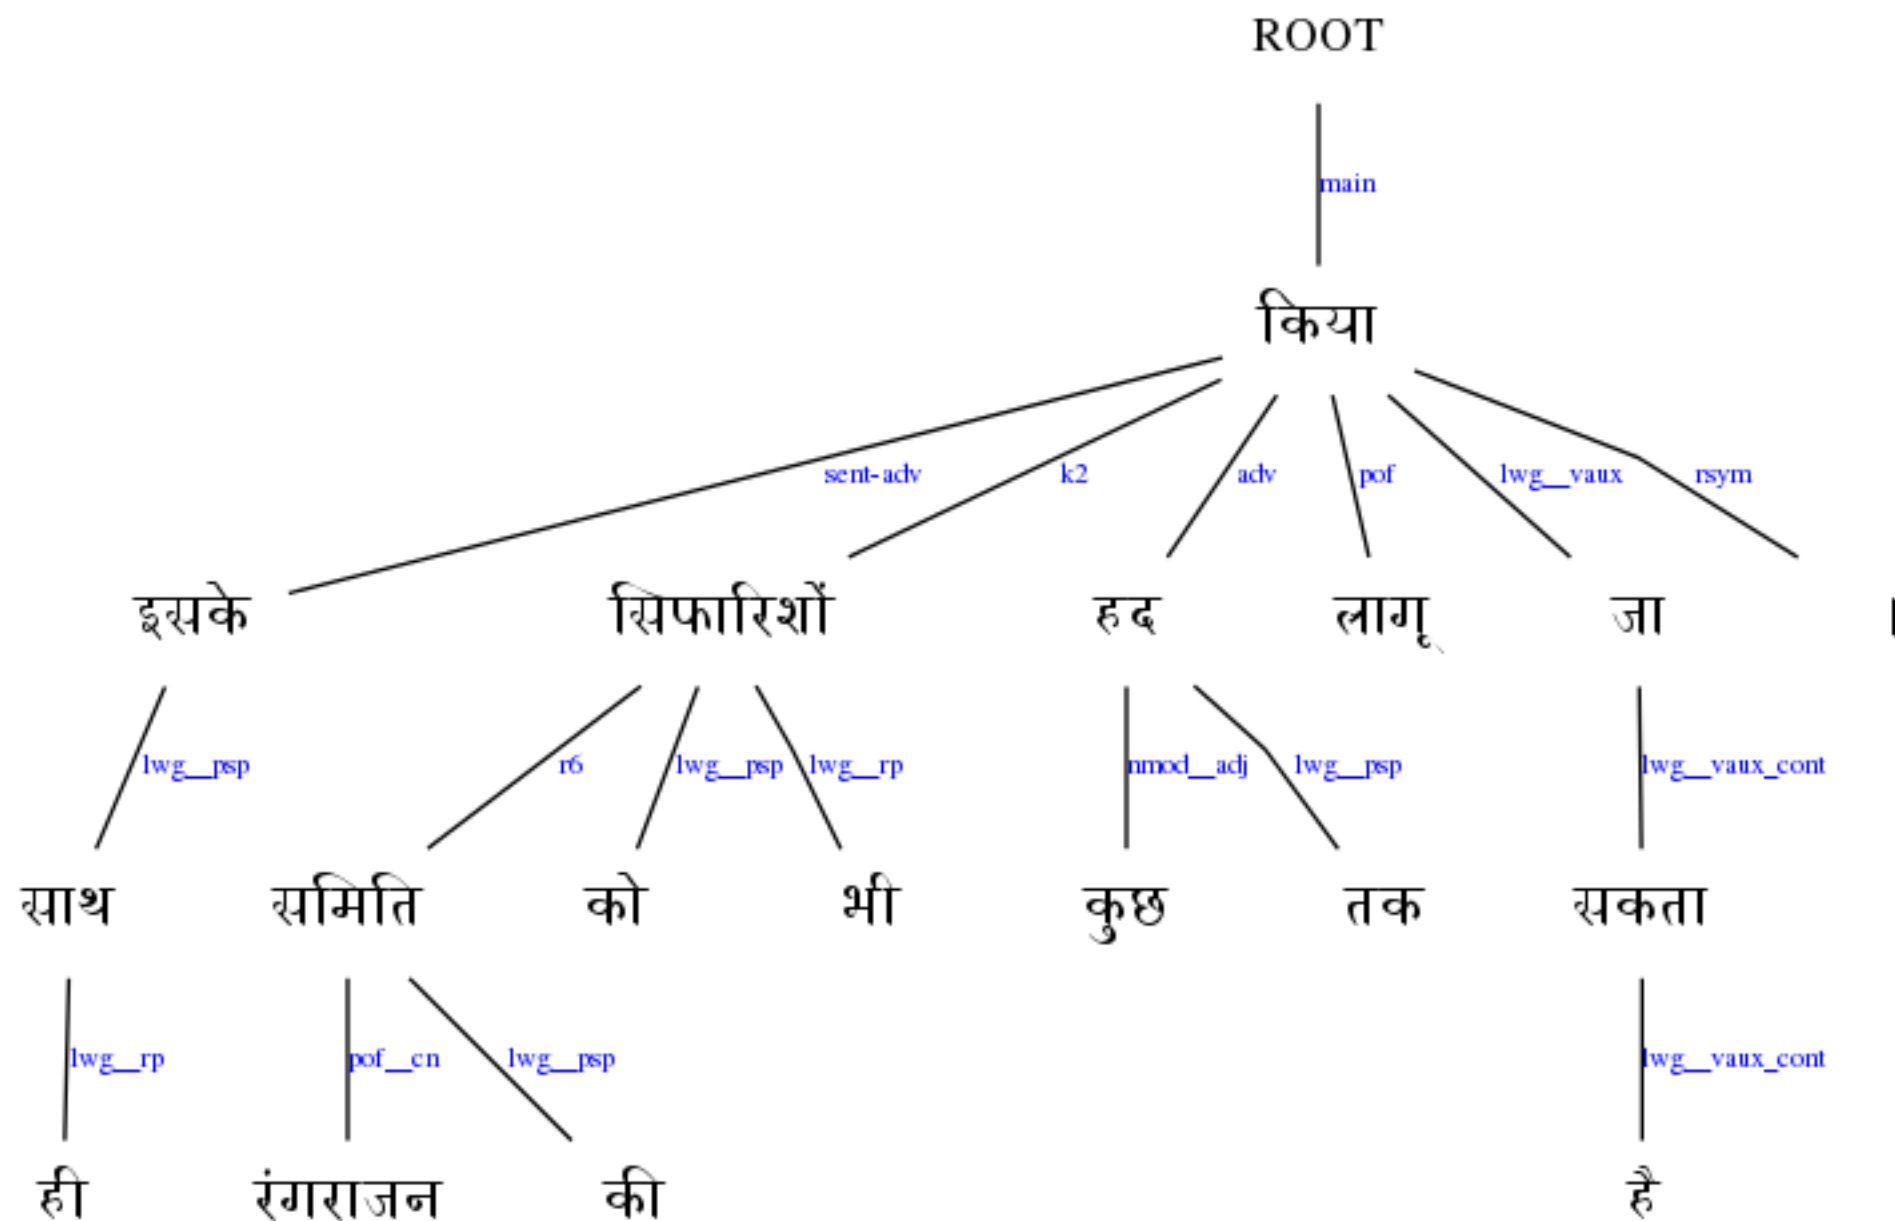 ROOT
main
किया
sent-adv k2 adv pof lwg__vaux rsym
इसके सिफारिशों हद लागू जा ।
lwg__psp r6 lwg__psp lwg__rp nmod__adj lwg__psp lwg__vaux_cont
साथ समिति को भी कुछ तक सकता
lwg__rp pof__cn lwg__psp lwg__vaux_cont
ही रंगराजन की है